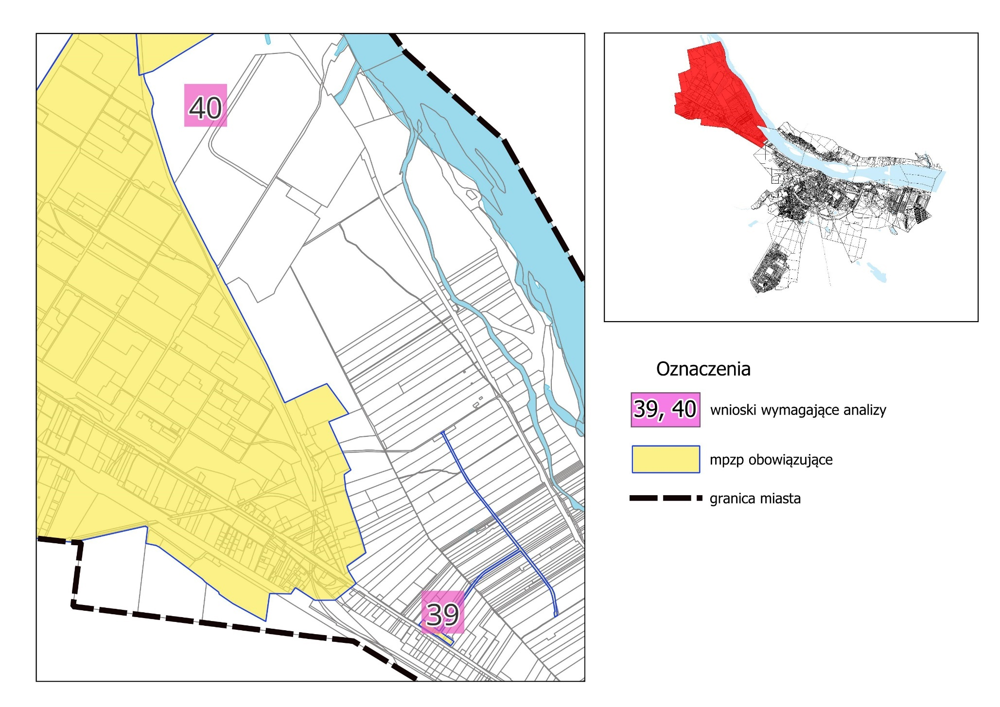 40
39
Oznaczenia
39, 40 wnioski wymagające analizy
mpzp obowiązujące
granica miasta